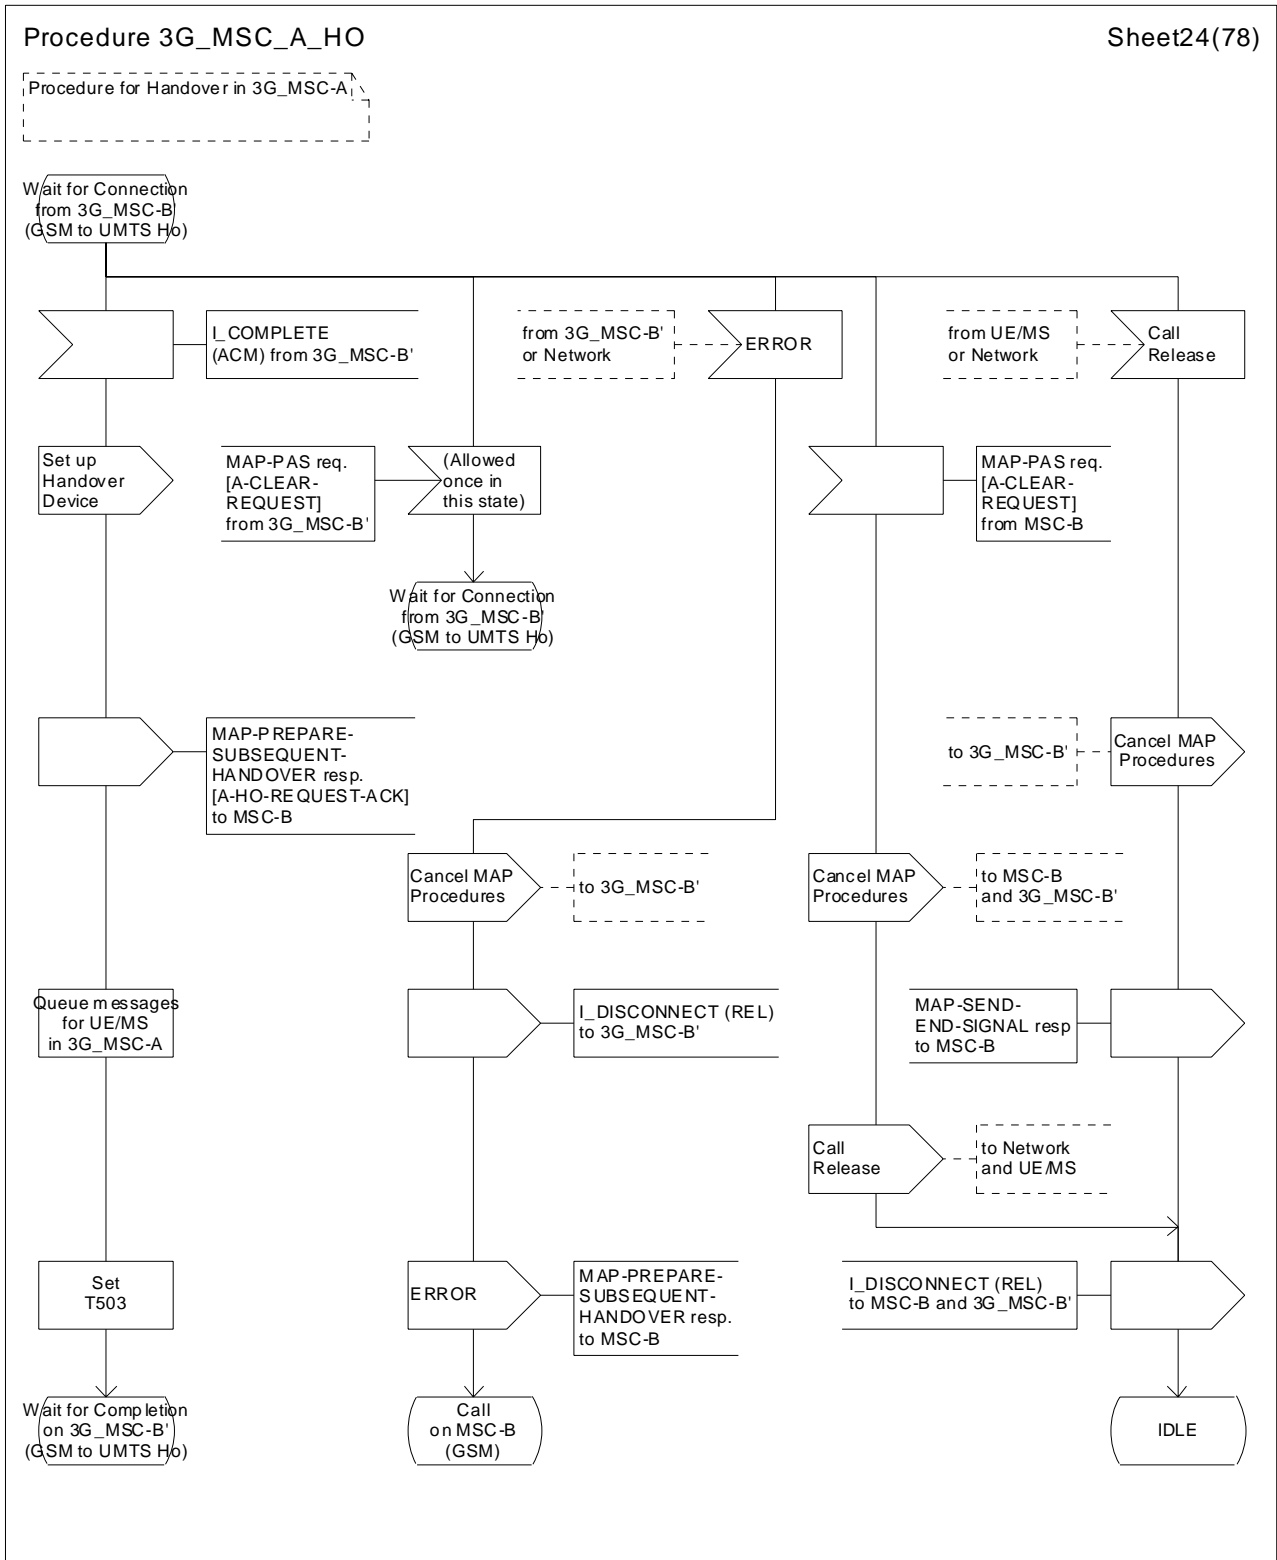 Procedure 3G_MSC_A_HO
Sheet24(78)
Procedure for Handover in 3G_MSC-A
Wait for Connection
from 3G_MSC-B'
(GSM to UMTS Ho)
I_COMPLETE
(ACM) from 3G_MSC-B'
from 3G_MSC-B'
or Network
ERROR
from UE/MS
or Network
Call
Release
Set up
Handover
Device
MAP-PAS req.
[A-CLEAR-
REQUEST]
from 3G_MSC-B'
(Allowed
once in
this state)
MAP-PAS req.
[A-CLEAR-
REQUEST]
from MSC-B
Wait for Connection
from 3G_MSC-B'
(GSM to UMTS Ho)
MAP-PREPARE-
SUBSEQUENT-
HANDOVER resp.
[A-HO-REQUEST-ACK]
to MSC-B
to 3G_MSC-B'
Cancel MAP
Procedures
Cancel MAP
Procedures
to 3G_MSC-B'
Cancel MAP
Procedures
to MSC-B
and 3G_MSC-B'
Queue messages
for UE/MS
in 3G_MSC-A
I_DISCONNECT (REL)
to 3G_MSC-B'
MAP-SEND-
END-SIGNAL resp
to MSC-B
Call
Release
to Network
and UE/MS
Set
T503
ERROR
MAP-PREPARE-
SUBSEQUENT-
HANDOVER resp.
to MSC-B
I_DISCONNECT (REL)
to MSC-B and 3G_MSC-B'
Wait for Completion
on 3G_MSC-B'
(GSM to UMTS Ho)
Call
on MSC-B
(GSM)
IDLE